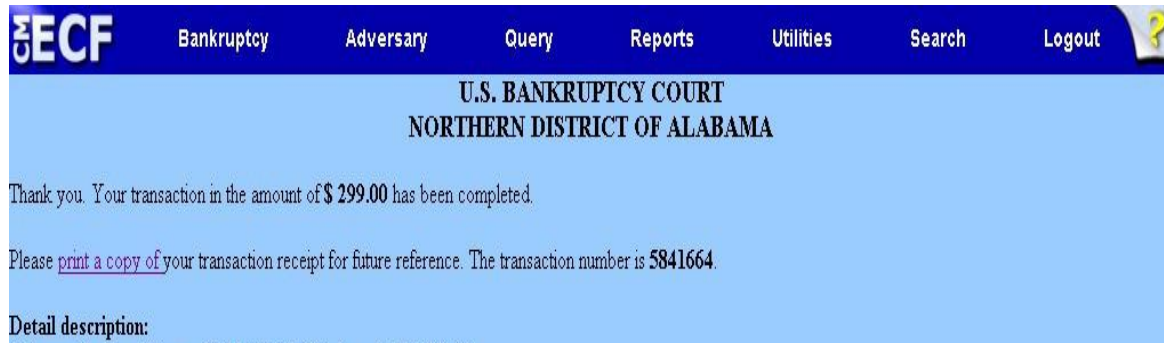 CM ECF Bankruptcy Adversary Query Reports Utilities Search Logout ?
U.S. BANKRUPTCY COURT
NORTHERN DISTRICT OF ALABAMA
Thank you. Your transaction in the amount of $ 299.00 has been completed.
Please print a copy of your transaction receipt for future reference. The transaction number is 5841664.
Detail description: